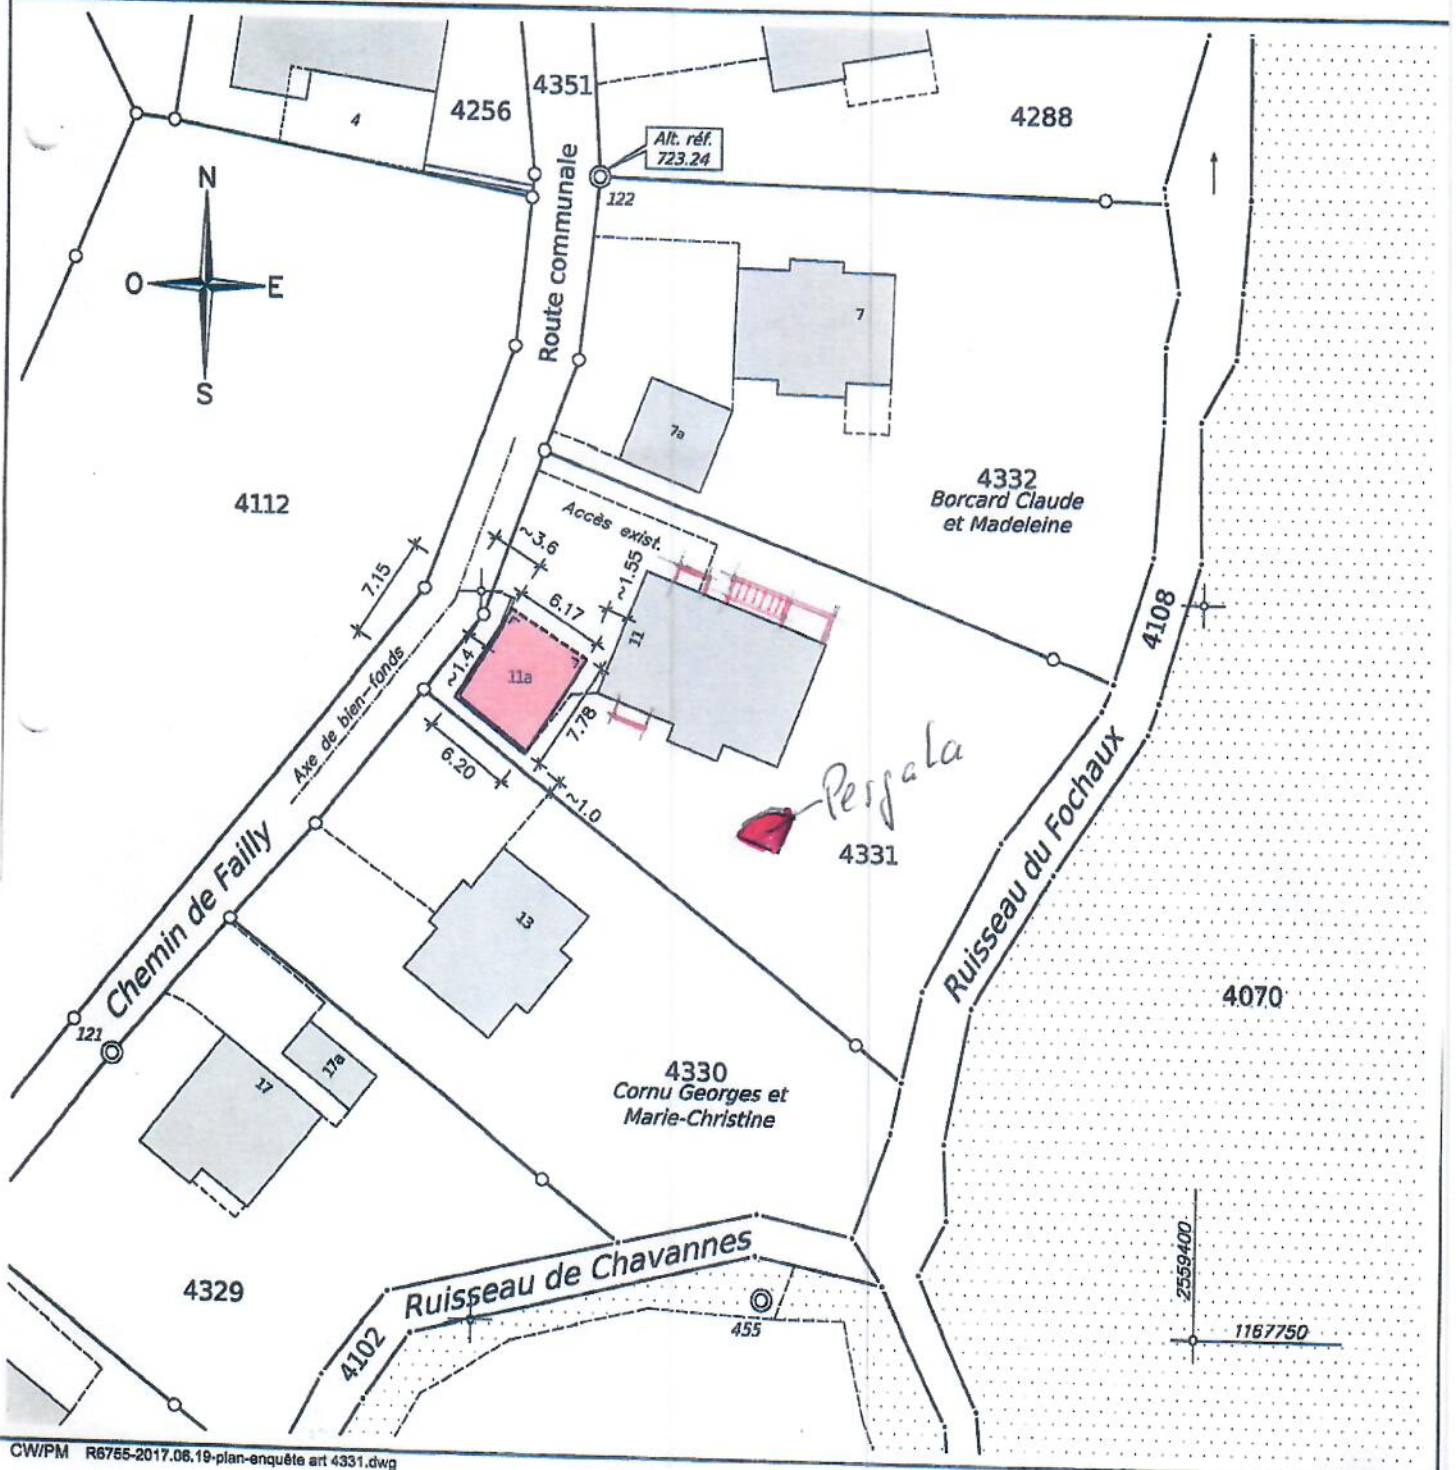 4351
4256
4
4288
Alt. réf.
723.24
122
Route communale
N
O
E
S
7
7a
4112
4332
Borcard Claude
et Madeleine
Accès exist.
~3.6
~1.55
7.15
6.17
11
4108
~1.4
11a
Axe de bien-fonds
7.78
6.20
~1.0
Pergala
4331
Ruisseau du Fochaux
Chemin de Failly
13
4070
121
17a
17
4330
Cornu Georges et
Marie-Christine
Ruisseau de Chavannes
4329
455
4102
2559400
1167750
CW/PM R6755-2017.06.19-plan-enquête art 4331.dwg